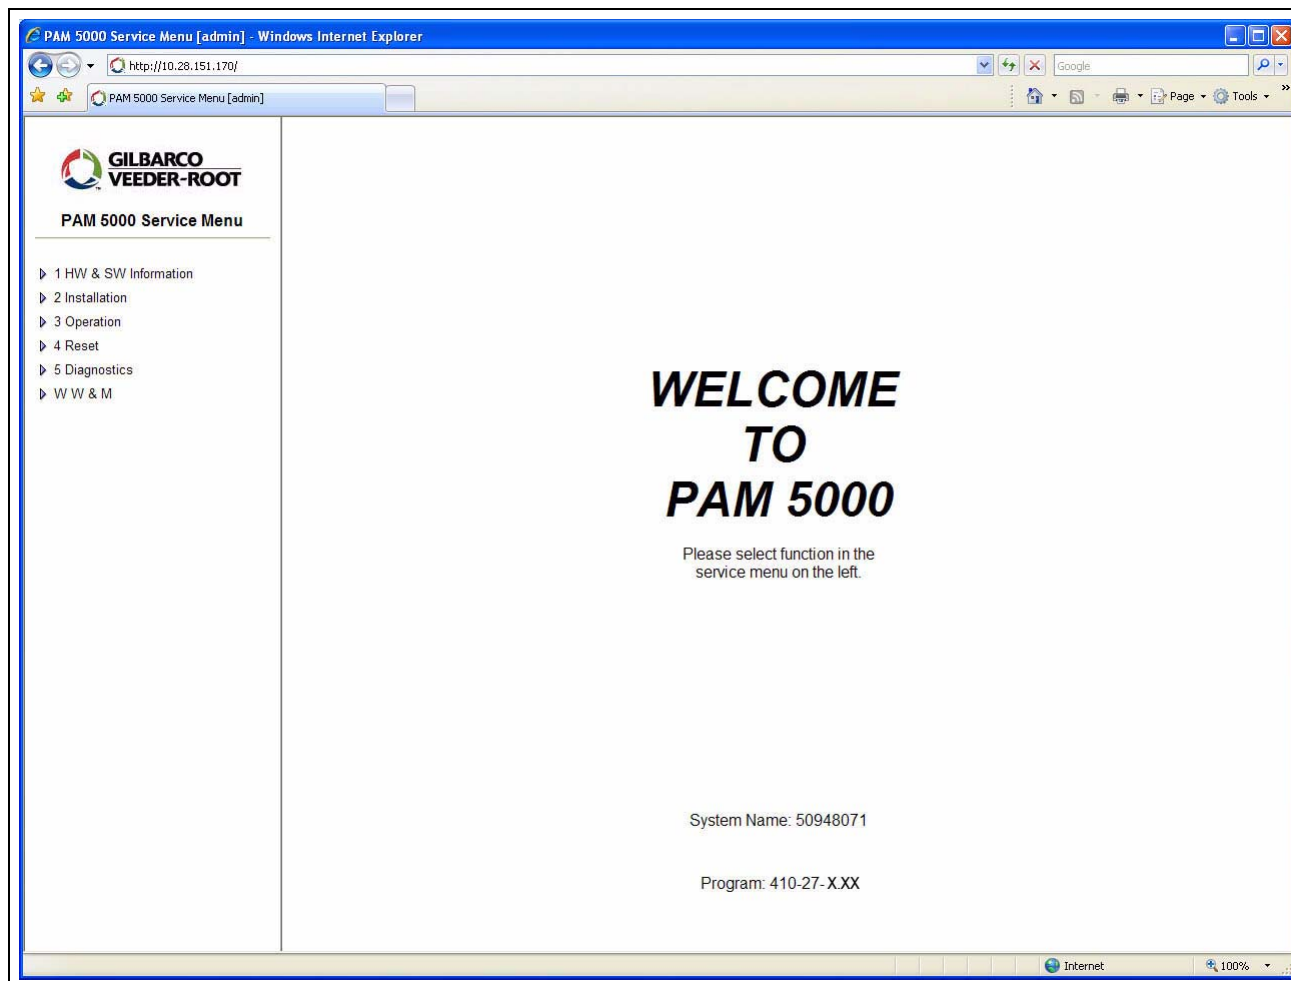 PAM 5000 Service Menu [admin] - Windows Internet Explorer
http://10.28.151.170/
Google
PAM 5000 Service Menu [admin]
Page
Tools
GILBARCO
VEEDER-ROOT
PAM 5000 Service Menu
1 HW & SW Information
2 Installation
3 Operation
4 Reset
5 Diagnostics
W W & M
WELCOME
TO
PAM 5000
Please select function in the
service menu on the left.
System Name: 50948071
Program: 410-27-X.XX
Internet
100%